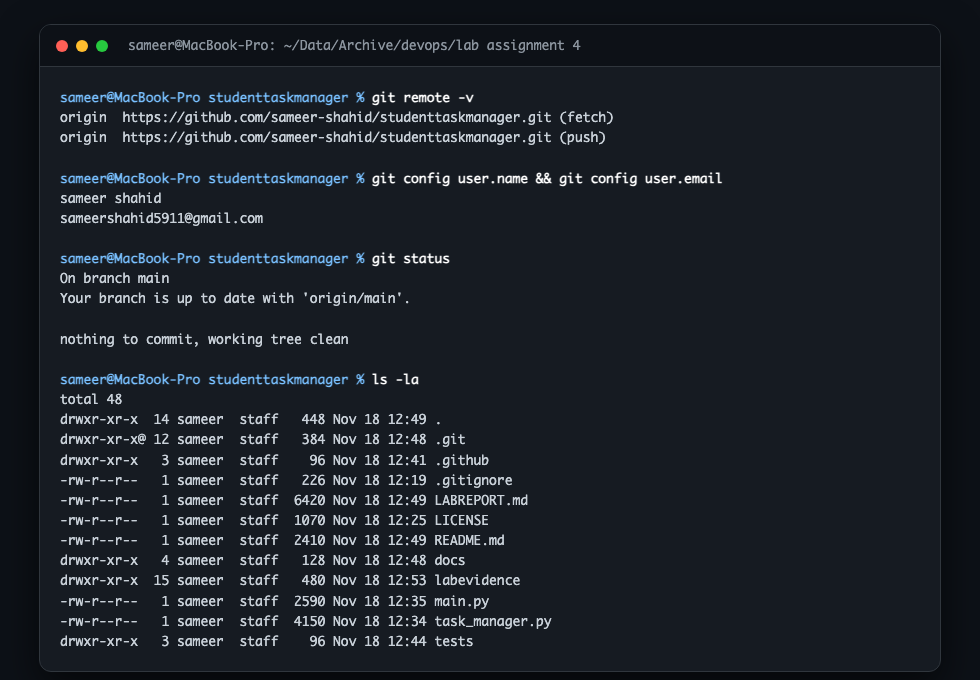 sameer@MacBook-Pro: ~/Data/Archive/devops/lab assignment 4
sameer@MacBook-Pro studenttaskmanager % git remote -v
origin  https://github.com/sameer-shahid/studenttaskmanager.git (fetch)
origin  https://github.com/sameer-shahid/studenttaskmanager.git (push)
sameer@MacBook-Pro studenttaskmanager % git config user.name && git config user.email
sameer shahid
sameershahid5911@gmail.com
sameer@MacBook-Pro studenttaskmanager % git status
On branch main
Your branch is up to date with 'origin/main'.
nothing to commit, working tree clean
sameer@MacBook-Pro studenttaskmanager % ls -la
total 48
drwxr-xr-x  14 sameer  staff   448 Nov 18 12:49 .
drwxr-xr-x@ 12 sameer  staff   384 Nov 18 12:48 .git
drwxr-xr-x   3 sameer  staff    96 Nov 18 12:41 .github
-rw-r--r--   1 sameer  staff   226 Nov 18 12:19 .gitignore
-rw-r--r--   1 sameer  staff  6420 Nov 18 12:49 LABREPORT.md
-rw-r--r--   1 sameer  staff  1070 Nov 18 12:25 LICENSE
-rw-r--r--   1 sameer  staff  2410 Nov 18 12:49 README.md
drwxr-xr-x   4 sameer  staff   128 Nov 18 12:48 docs
drwxr-xr-x  15 sameer  staff   480 Nov 18 12:53 labevidence
-rw-r--r--   1 sameer  staff  2590 Nov 18 12:35 main.py
-rw-r--r--   1 sameer  staff  4150 Nov 18 12:34 task_manager.py
drwxr-xr-x   3 sameer  staff    96 Nov 18 12:44 tests